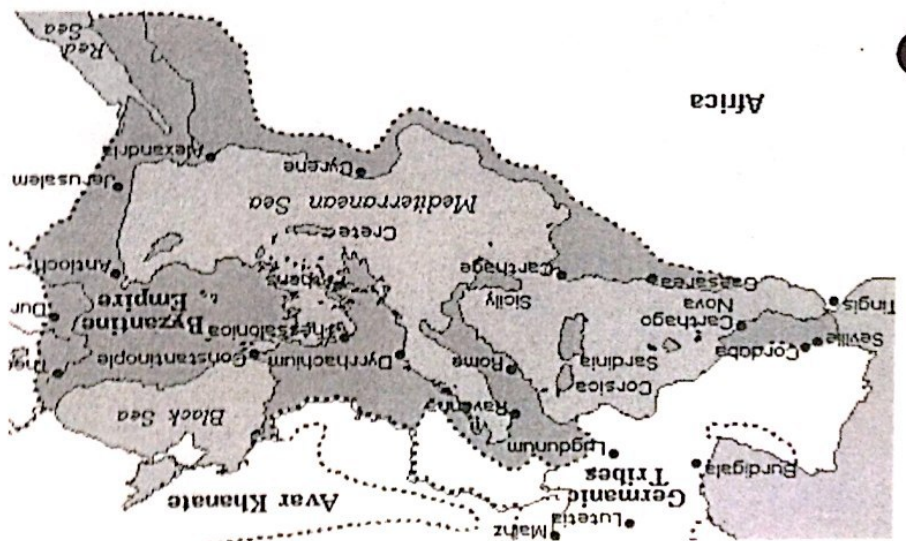 Mainz
Lutetia
Avar Khanate
Germanic
Tribes
Burdigala
Lugdunum
Black Sea
Ravenna
Corsica
Rome
Dyrrhachium
Constantinople
Sardinia
Seville
Cordoba
Carthago
Nova
Thessalonica
Byzantine
Empire
Dur
Tingis
Caesarea
Carthage
Sicily
Athens
Antioch
Crete
Mediterranean Sea
Jerusalem
Cyrene
Alexandria
Africa
Red
Sea